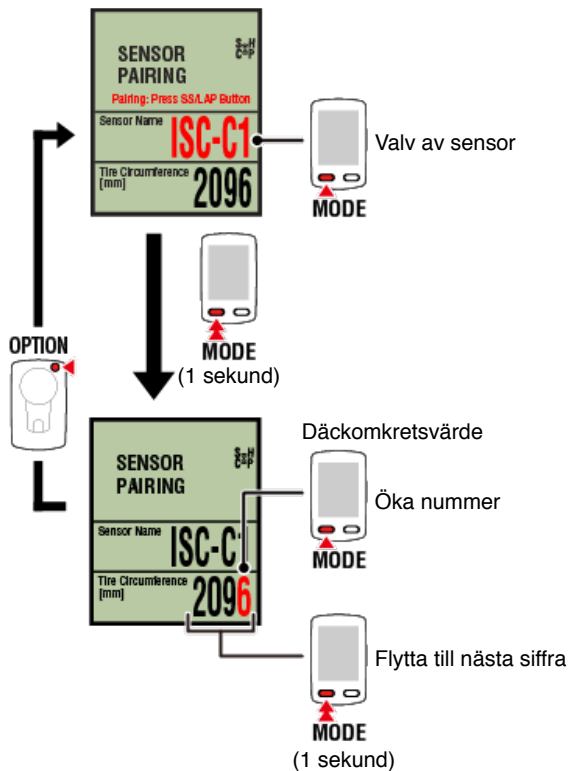 SENSOR
PAIRING
S H
C P
Pairing: Press SS/LAP Button
Sensor Name
ISC-C1
Tire Circumference
[mm]
2096
Valv av sensor
MODE
MODE
(1 sekund)
OPTION
SENSOR
PAIRING
S H
C P
Sensor Name
ISC-C1
Tire Circumference
[mm]
2096
Däckomkretsvärde
Öka nummer
MODE
Flytta till nästa siffra
MODE
(1 sekund)